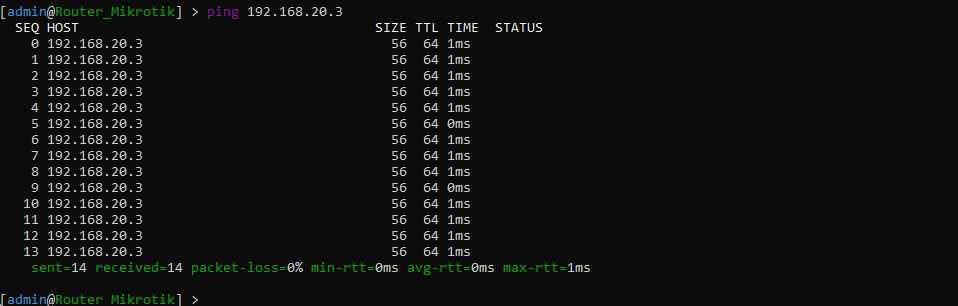 [admin@Router_Mikrotik] > ping 192.168.20.3
SEQ HOST SIZE TTL TIME STATUS
0 192.168.20.3 56 64 1ms
1 192.168.20.3 56 64 1ms
2 192.168.20.3 56 64 1ms
3 192.168.20.3 56 64 1ms
4 192.168.20.3 56 64 1ms
5 192.168.20.3 56 64 0ms
6 192.168.20.3 56 64 1ms
7 192.168.20.3 56 64 1ms
8 192.168.20.3 56 64 1ms
9 192.168.20.3 56 64 0ms
10 192.168.20.3 56 64 1ms
11 192.168.20.3 56 64 1ms
12 192.168.20.3 56 64 1ms
13 192.168.20.3 56 64 1ms
sent=14 received=14 packet-loss=0% min-rtt=0ms avg-rtt=0ms max-rtt=1ms
[admin@Router_Mikrotik] >